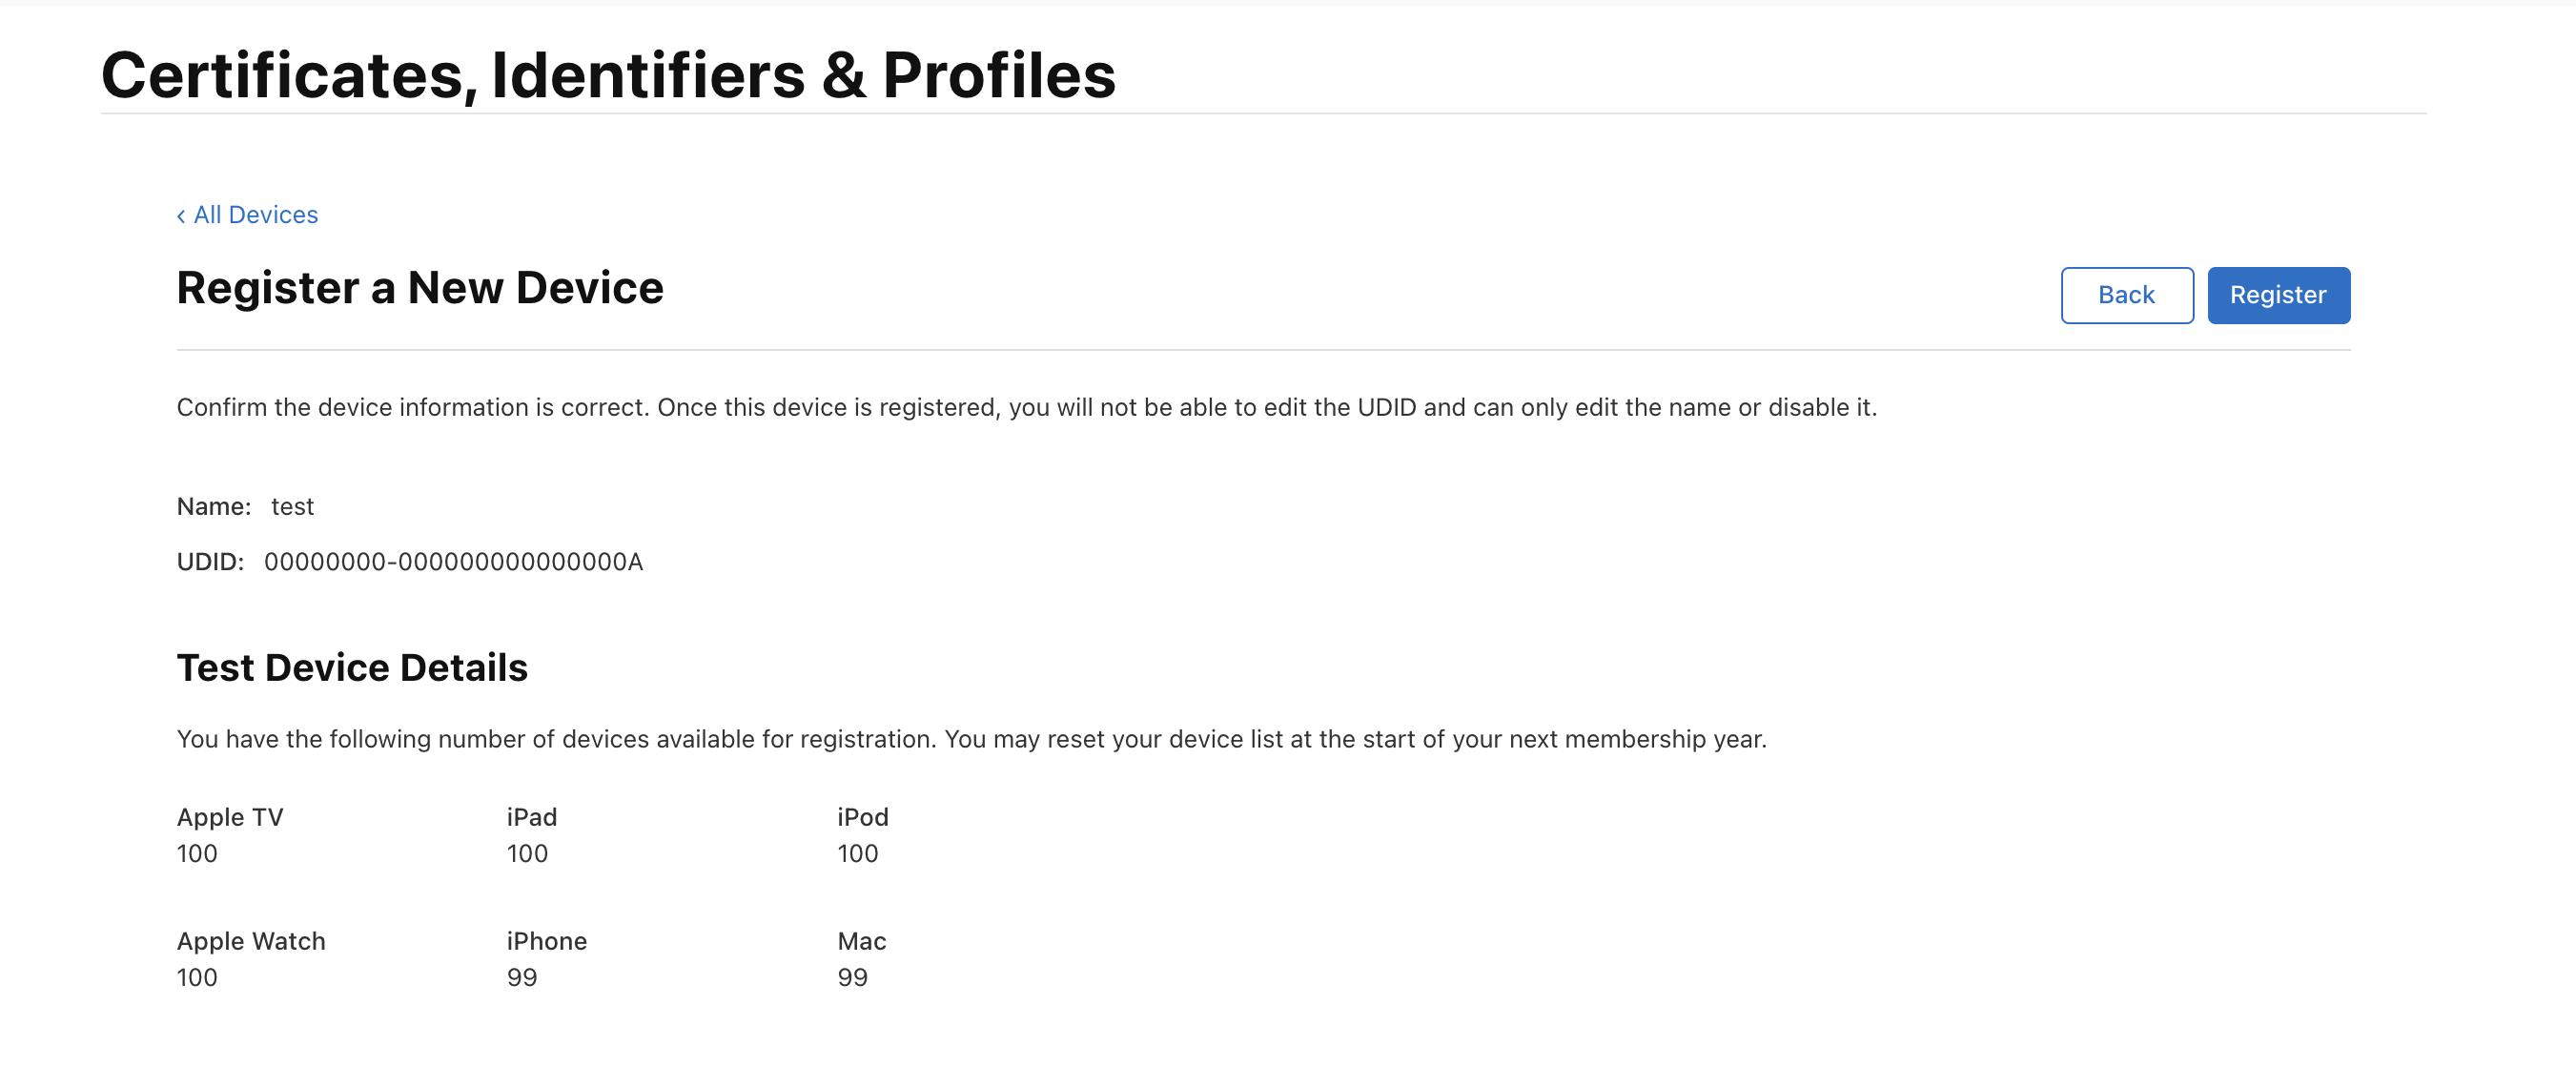 Certificates, Identifiers & Profiles
‹ All Devices
Register a New Device
Back
Register
Confirm the device information is correct. Once this device is registered, you will not be able to edit the UDID and can only edit the name or disable it.
Name: test
UDID: 00000000-000000000000000A
Test Device Details
You have the following number of devices available for registration. You may reset your device list at the start of your next membership year.
Apple TV iPad iPod
100 100 100
Apple Watch iPhone Mac
100 99 99